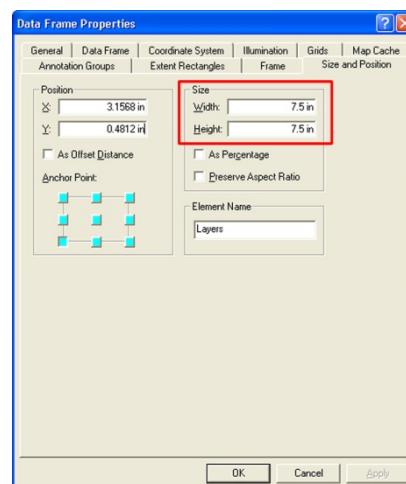 Data Frame Properties
General Data Frame Coordinate System Illumination Grids Map Cache
Annotation Groups Extent Rectangles Frame Size and Position
Position
X: 3.1568 in
Y: 0.4812 in
As Offset Distance
Anchor Point:
Size
Width: 7.5 in
Height: 7.5 in
As Percentage
Preserve Aspect Ratio
Element Name
Layers
OK Cancel Apply